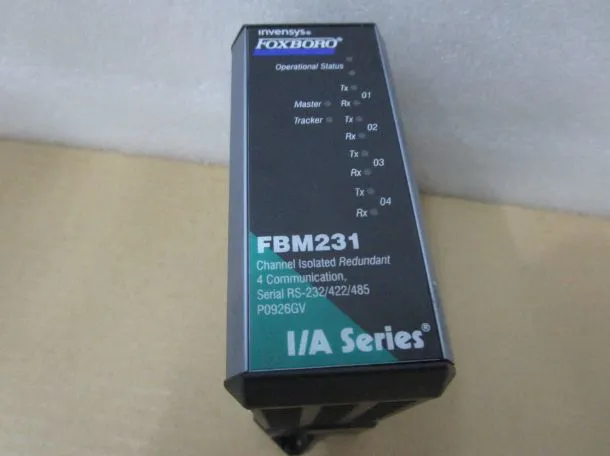 invensys®
FOXBORO®
Operational Status
Tx
Master Rx 01
Tracker Tx
Rx 02
Tx
Rx 03
Tx
Rx 04
FBM231
Channel Isolated Redundant
4 Communication,
Serial RS-232/422/485
P0926GV
I/A Series®